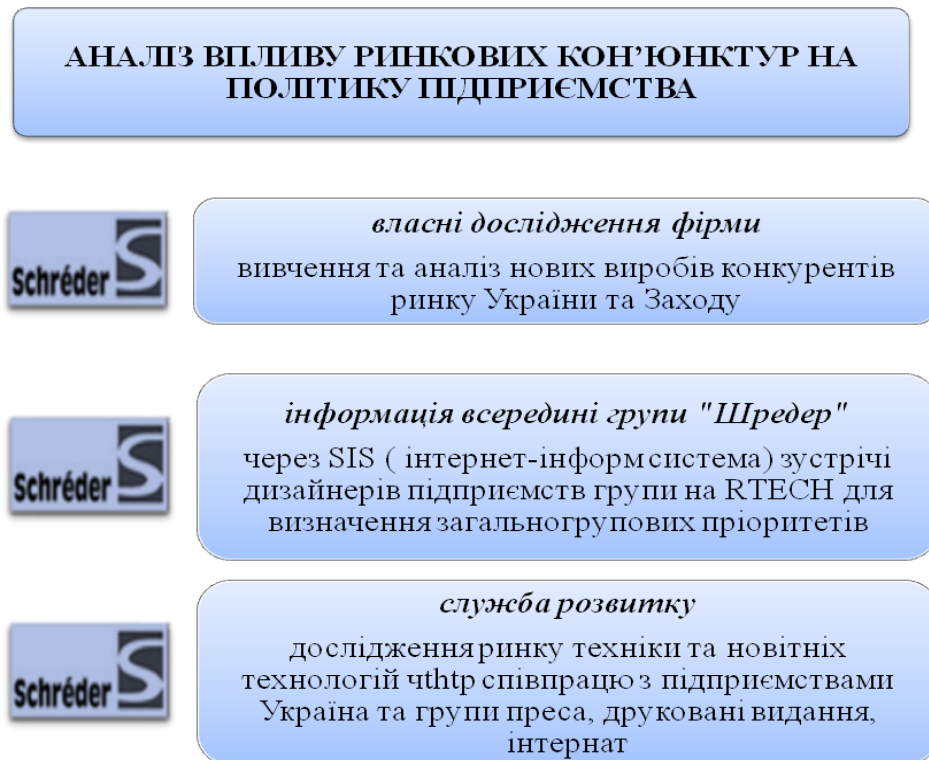 АНАЛІЗ ВПЛИВУ РИНКОВИХ КОН’ЮНКТУР НА
ПОЛІТИКУ ПІДПРИЄМСТВА
Schréder
власні дослідження фірми
вивчення та аналіз нових виробів конкурентів
ринку України та Заходу
Schréder
інформація всередині групи "Шредер"
через SIS ( інтернет-інформ система) зустрічі
дизайнерів підприємств групи на RTECH для
визначення загальногрупових пріоритетів
Schréder
служба розвитку
дослідження ринку техніки та новітніх
технологій чthtp співпрацю з підприємствами
Україна та групи преса, друковані видання,
інтернат